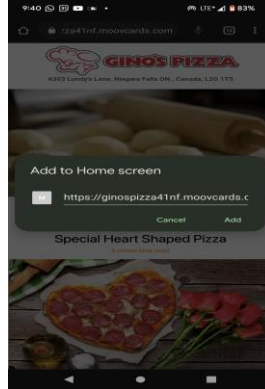 9:40
LTE+ 83%
za41nf.moovcards.com
GINO'S PIZZA
6303 Lundy's Lane, Niagara Falls ON., Canada, L2G 1T5
Add to Home screen
M
https://ginospizza41nf.moovcards.c
Cancel Add
Special Heart Shaped Pizza